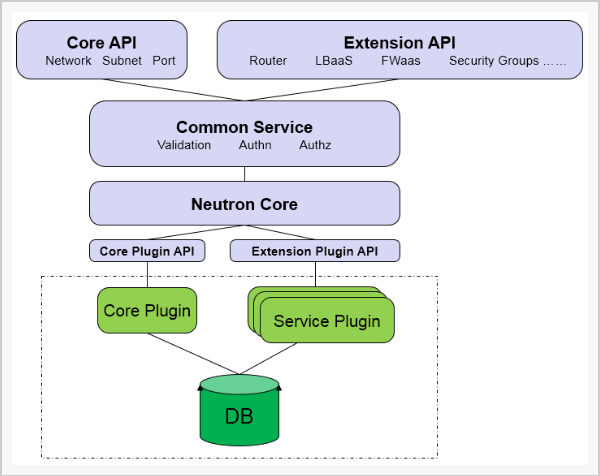 Core API
Network Subnet Port
Extension API
Router LBaaS FWaas Security Groups ……
Common Service
Validation Authn Authz
Neutron Core
Core Plugin API
Extension Plugin API
Core Plugin
Service Plugin
DB